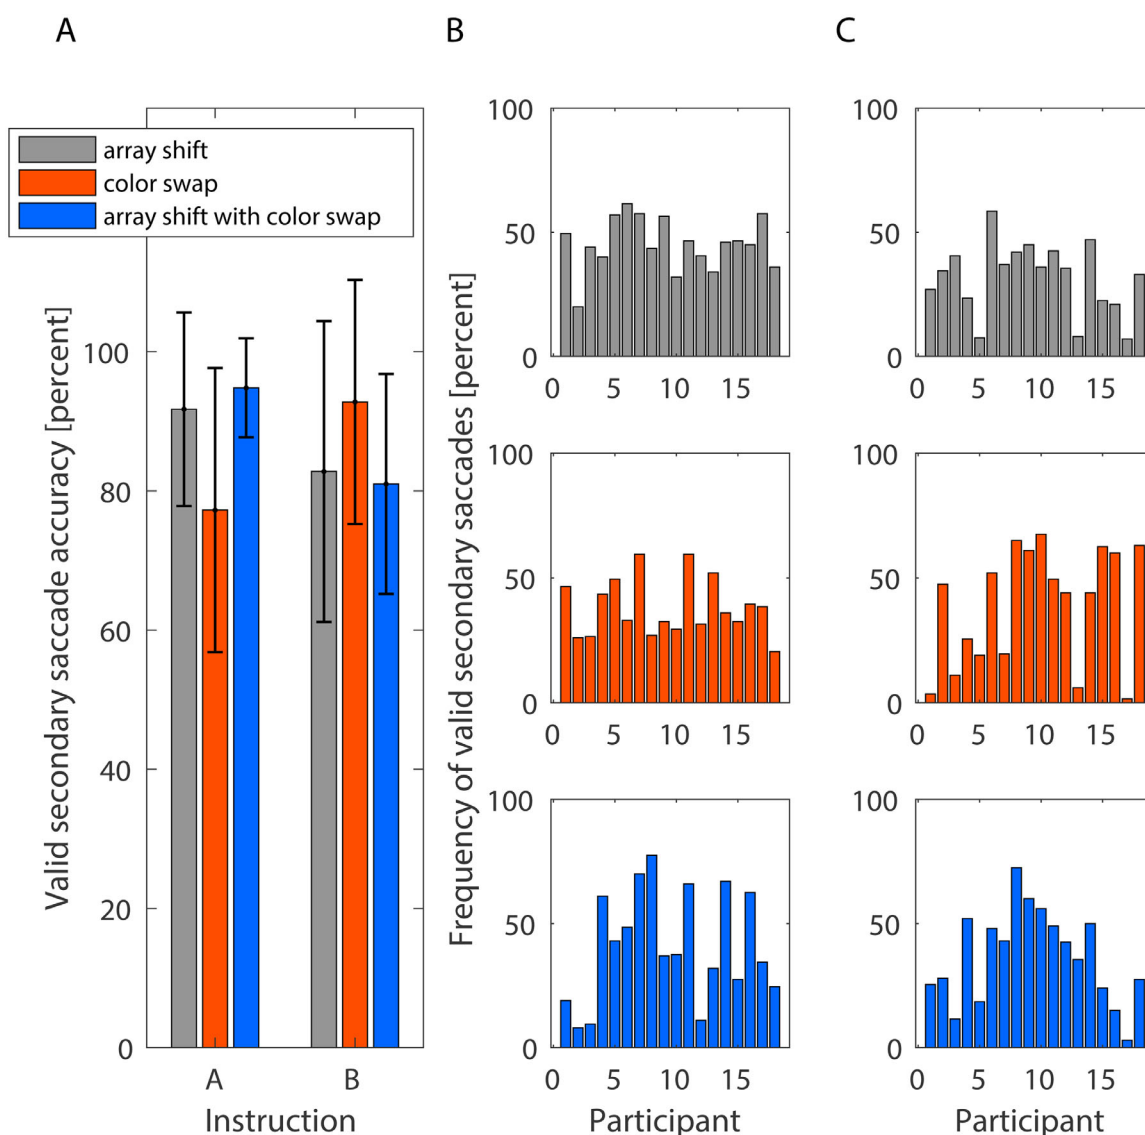 A
B
C
array shift
color swap
array shift with color swap
Valid secondary saccade accuracy [percent]
100
80
60
40
20
0
A B
Instruction
Frequency of valid secondary saccades [percent]
100
50
0
0 5 10 15
100
50
0
0 5 10 15
100
50
0
0 5 10 15
Participant
100
50
0
0 5 10 15
100
50
0
0 5 10 15
100
50
0
0 5 10 15
Participant